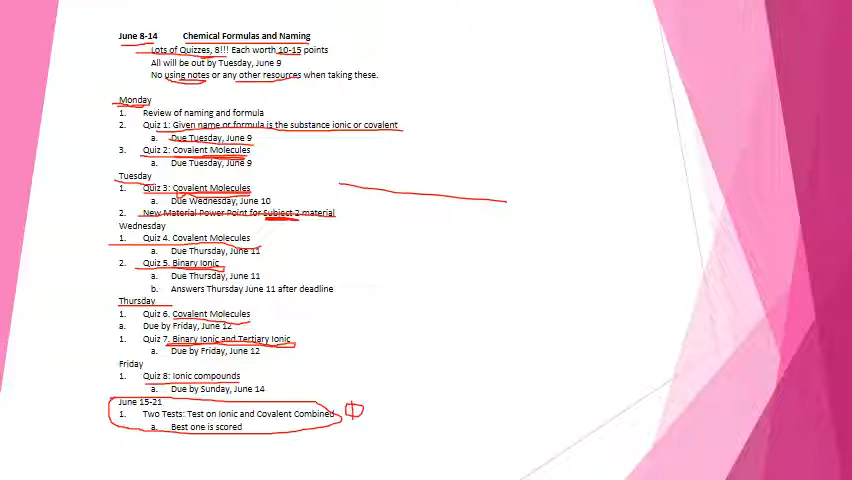 June 8-14 Chemical Formulas and Naming
Lots of Quizzes, 8!!! Each worth 10-15 points
All will be out by Tuesday, June 9
No using notes or any other resources when taking these.
Monday
1. Review of naming and formula
2. Quiz 1: Given name or formula is the substance ionic or covalent
a. Due Tuesday, June 9
3. Quiz 2: Covalent Molecules
a. Due Tuesday, June 9
Tuesday
1. Quiz 3: Covalent Molecules
a. Due Wednesday, June 10
2. New Material Power Point for Subject 2 material
Wednesday
1. Quiz 4. Covalent Molecules
a. Due Thursday, June 11
2. Quiz 5. Binary Ionic
a. Due Thursday, June 11
b. Answers Thursday June 11 after deadline
Thursday
1. Quiz 6. Covalent Molecules
a. Due by Friday, June 12
1. Quiz 7. Binary Ionic and Tertiary Ionic
a. Due by Friday, June 12
Friday
1. Quiz 8: Ionic compounds
a. Due by Sunday, June 14
June 15-21
1. Two Tests: Test on Ionic and Covalent Combined
a. Best one is scored